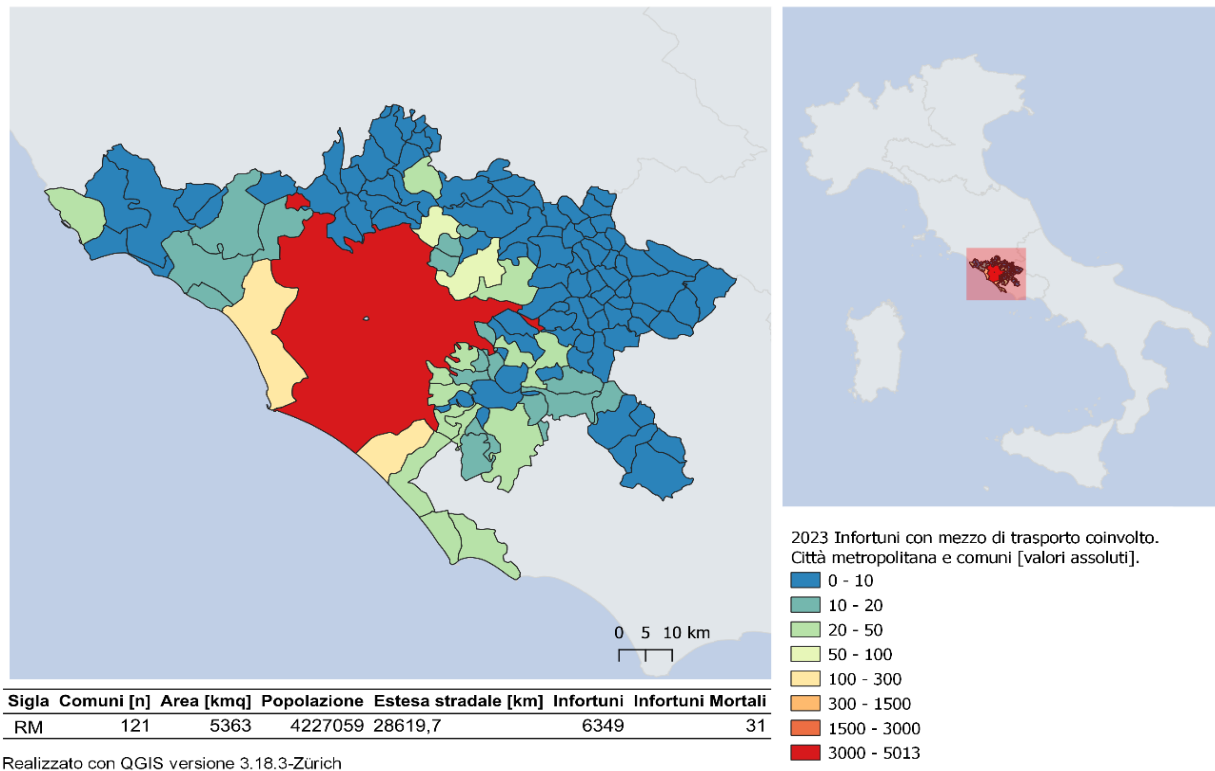 0 5 10 km
2023 Infortuni con mezzo di trasporto coinvolto.
Città metropolitana e comuni [valori assoluti].
0 - 10
10 - 20
20 - 50
50 - 100
100 - 300
300 - 1500
1500 - 3000
3000 - 5013
Sigla Comuni [n] Area [kmq] Popolazione Estesa stradale [km] Infortuni Infortuni Mortali
RM 121 5363 4227059 28619,7 6349 31
Realizzato con QGIS versione 3.18.3-Zürich